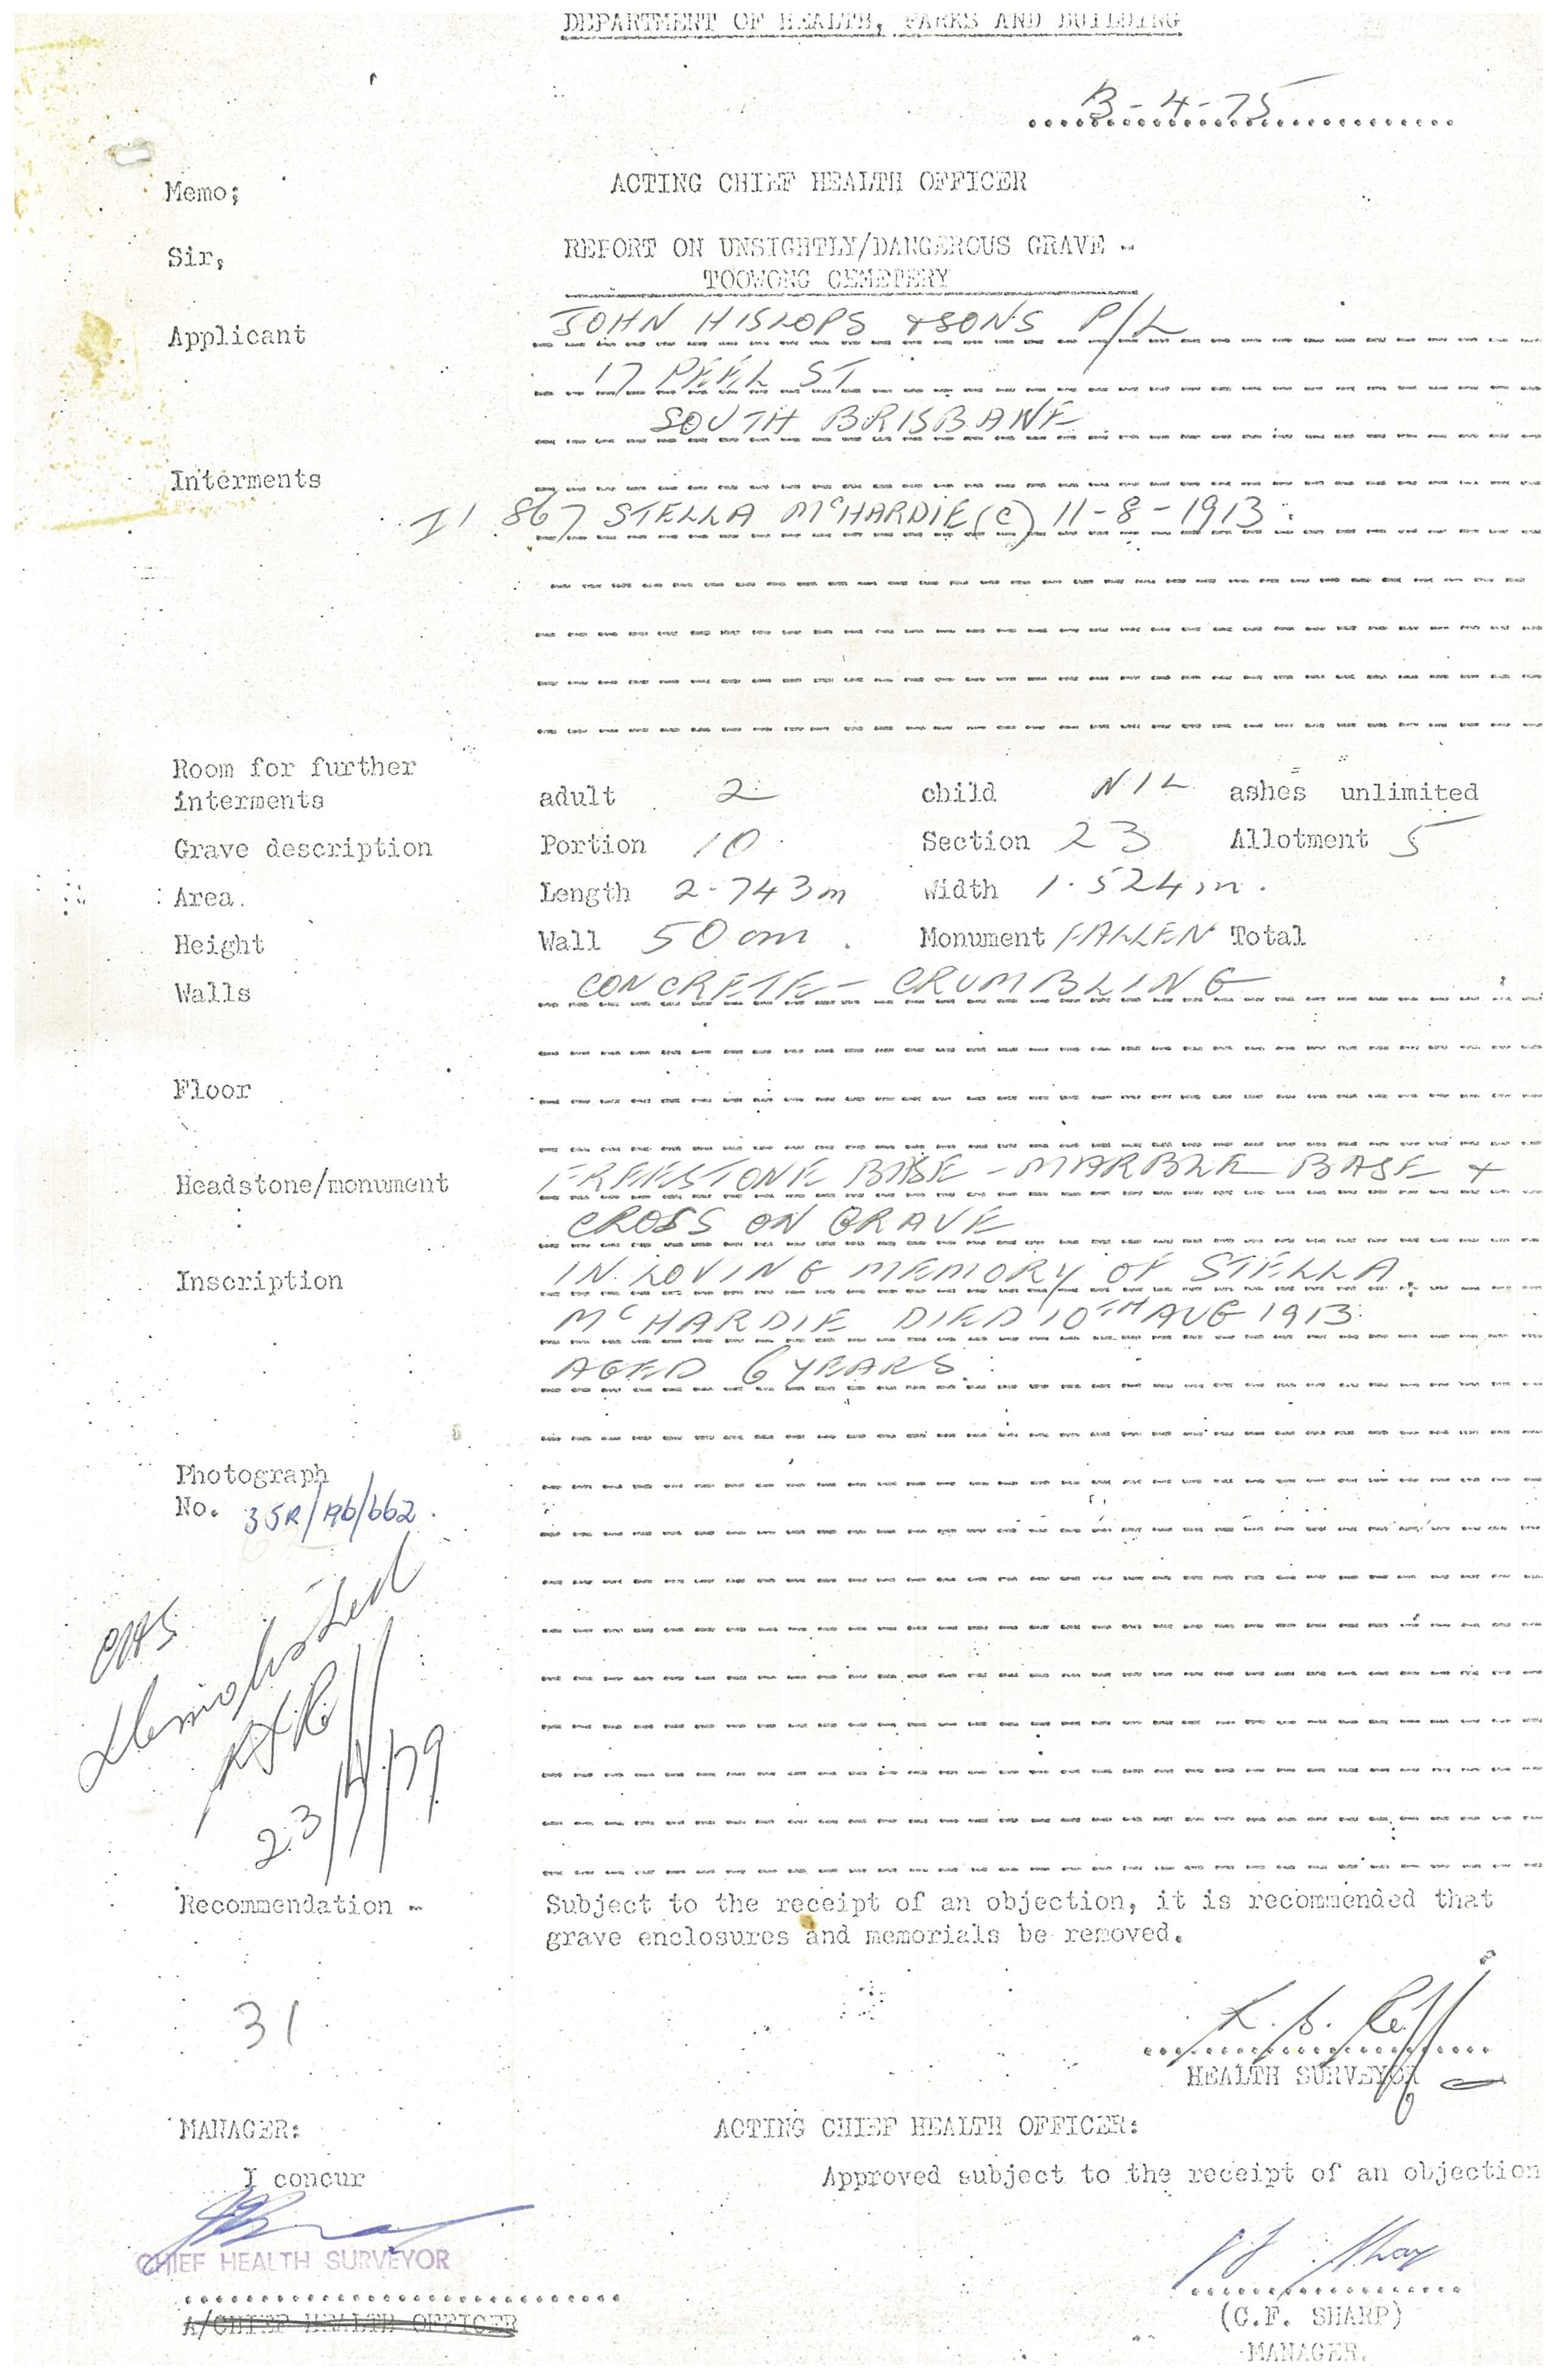 DEPARTMENT OF HEALTH, PARKS AND BUILDING
B-4-75
Memo; ACTING CHIEF HEALTH OFFICER
Sir, REPORT ON UNSIGHTLY/DANGEROUS GRAVE -
TOOWONG CEMETERY
Applicant JOHN HISLOPS & SONS P/L
17 PEEL ST
SOUTH BRISBANE
Interments
867 STELLA McHARDIE (C) 11-8-1913.
Room for further
interments adult 2 child NIL ashes unlimited
Grave description Portion 10 Section 23 Allotment 5
Area. Length 2.743m Width 1.524m.
Height Wall 50cm. Monument FALLEN Total
Walls CONCRETE - CRUMBLING
Floor
Headstone/monument FREESTONE BASE - MARBLE BASE +
CROSS ON GRAVE
Inscription IN LOVING MEMORY OF STELLA
McHARDIE DIED 10TH AUG 1913
AGED 6 YEARS.
Photograph
No. 35R/A6/662.
demolished
23/4/79
Recommendation - Subject to the receipt of an objection, it is recommended that
grave enclosures and memorials be removed.
31
HEALTH SURVEYOR
MANAGER: ACTING CHIEF HEALTH OFFICER:
I concur Approved subject to the receipt of an objection
CHIEF HEALTH SURVEYOR
A/CHIEF HEALTH OFFICER
(C.F. SHARP)
MANAGER.